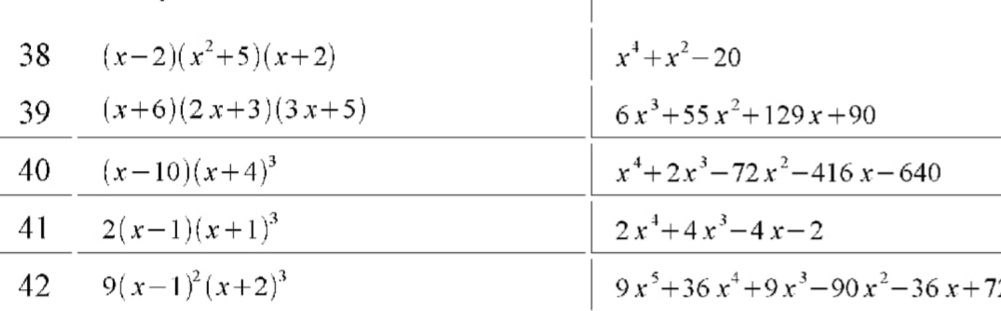 38 (x−2)(x²+5)(x+2) x⁴+x²−20
39 (x+6)(2x+3)(3x+5) 6x³+55x²+129x+90
40 (x−10)(x+4)³ x⁴+2x³−72x²−416x−640
41 2(x−1)(x+1)³ 2x⁴+4x³−4x−2
42 9(x−1)²(x+2)³ 9x⁵+36x⁴+9x³−90x²−36x+7